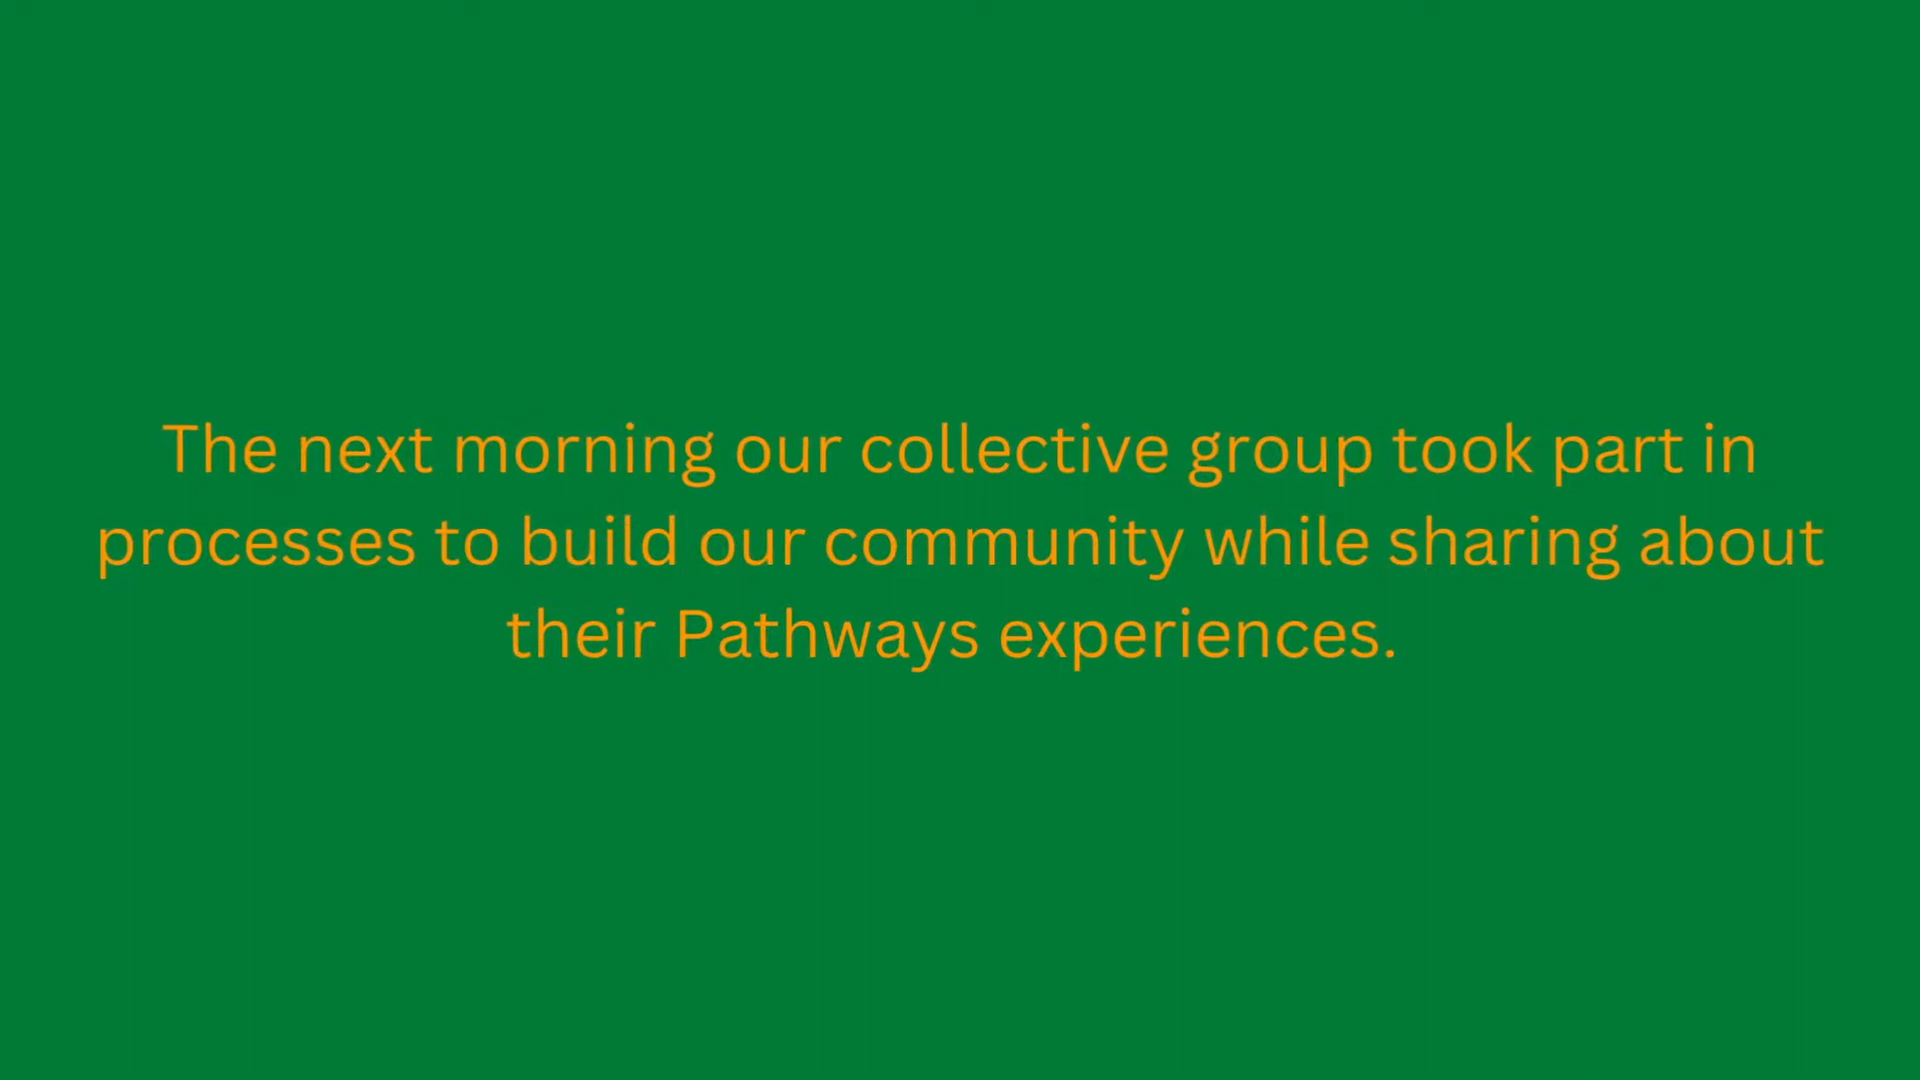 The next morning our collective group took part in
processes to build our community while sharing about
their Pathways experiences.